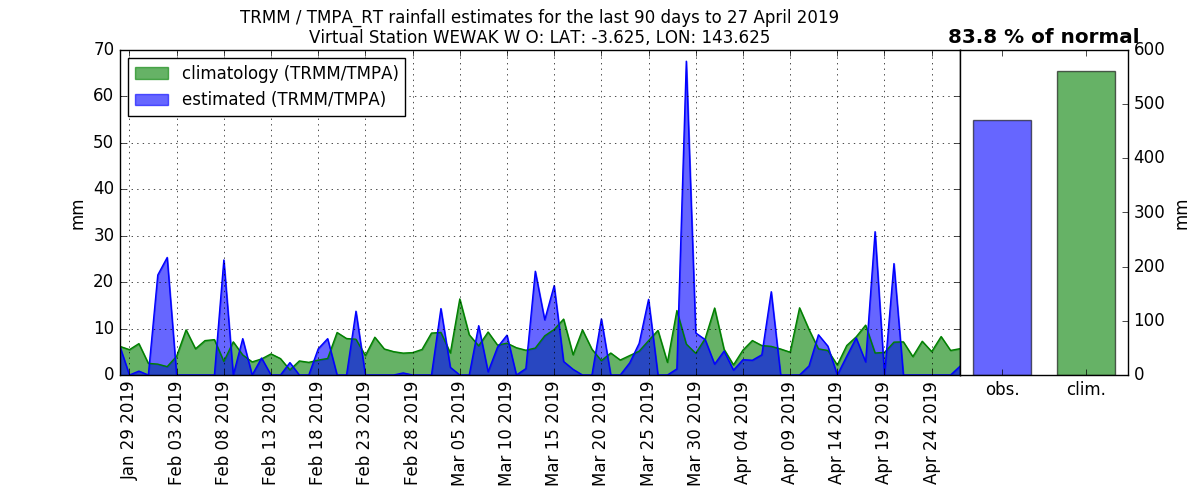 TRMM / TMPA_RT rainfall estimates for the last 90 days to 27 April 2019
Virtual Station WEWAK W O: LAT: -3.625, LON: 143.625
83.8 % of normal
climatology (TRMM/TMPA)
estimated (TRMM/TMPA)
70
60
50
40
30
20
10
0
mm
Jan 29 2019
Feb 03 2019
Feb 08 2019
Feb 13 2019
Feb 18 2019
Feb 23 2019
Feb 28 2019
Mar 05 2019
Mar 10 2019
Mar 15 2019
Mar 20 2019
Mar 25 2019
Mar 30 2019
Apr 04 2019
Apr 09 2019
Apr 14 2019
Apr 19 2019
Apr 24 2019
obs.
clim.
600
500
400
300
200
100
0
mm